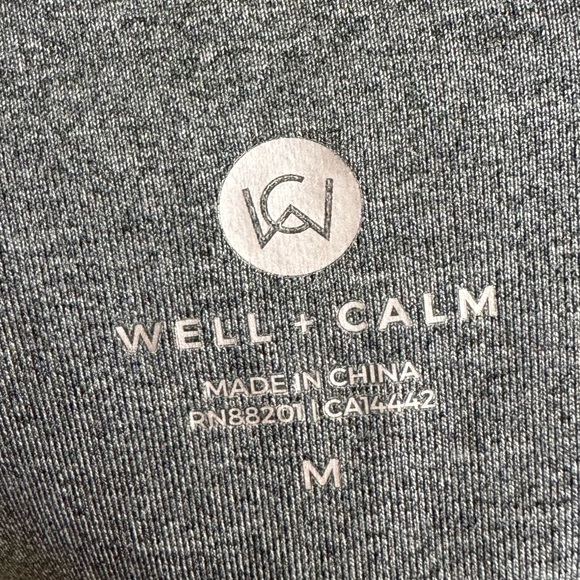 WELL + CALM
MADE IN CHINA
RN88201 | CA14442
M